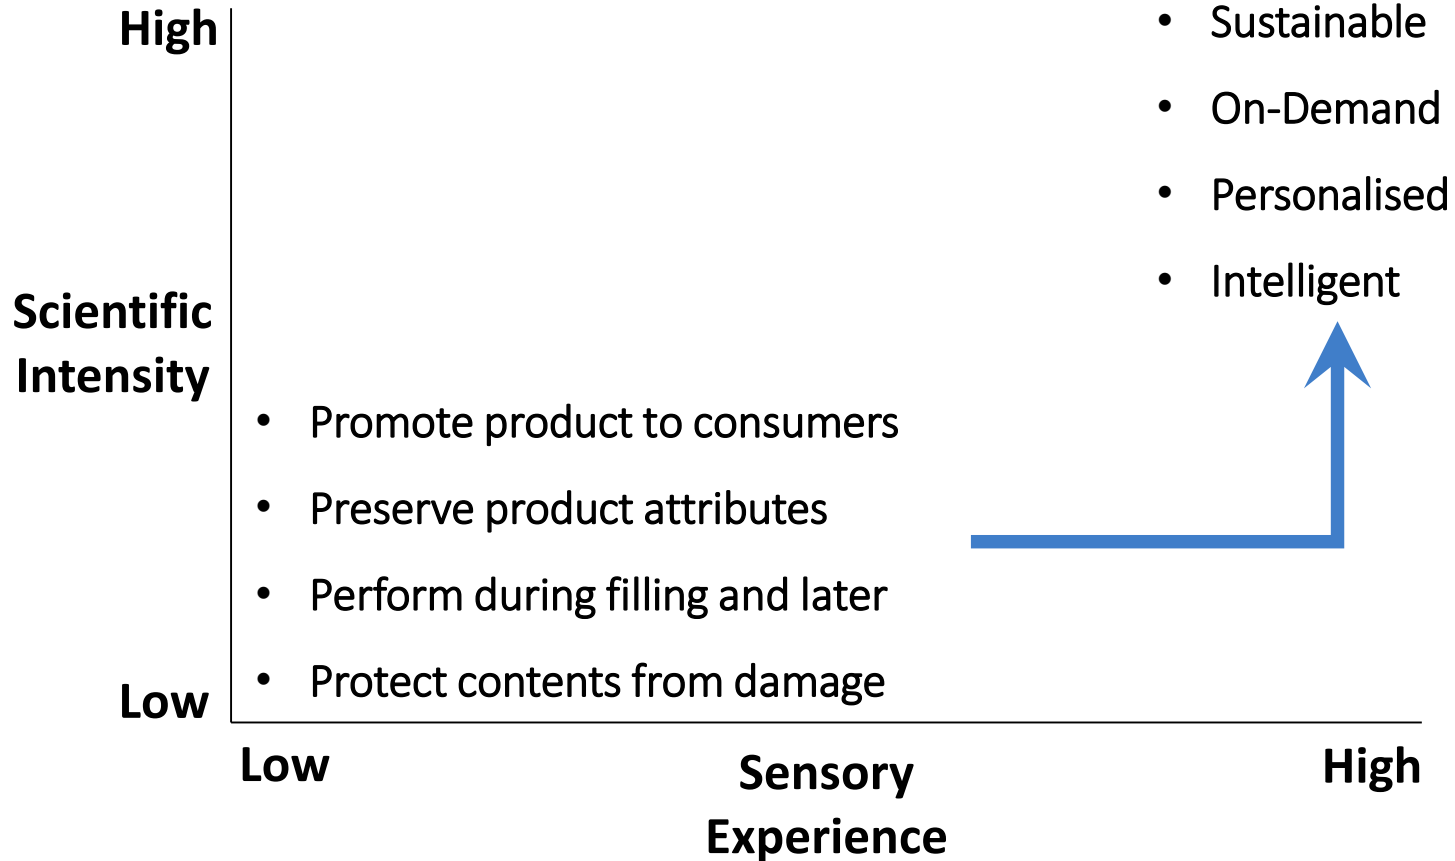 High
• Sustainable
• On-Demand
• Personalised
• Intelligent
Scientific
Intensity
• Promote product to consumers
• Preserve product attributes
• Perform during filling and later
• Protect contents from damage
Low
Low
Sensory
Experience
High